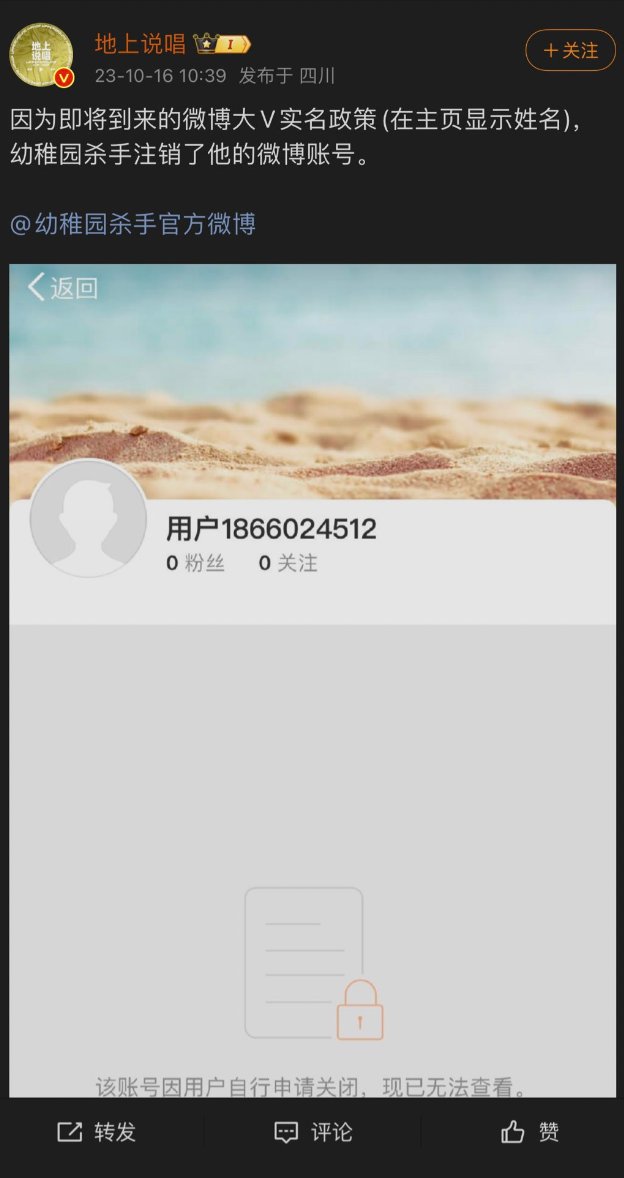 地上说唱
地上说唱 I
+关注
23-10-16 10:39 发布于 四川
因为即将到来的微博大V实名政策(在主页显示姓名),
幼稚园杀手注销了他的微博账号。
@幼稚园杀手官方微博
返回
用户1866024512
0 粉丝 0 关注
该账号因用户自行申请关闭，现已无法查看。
转发 评论 赞